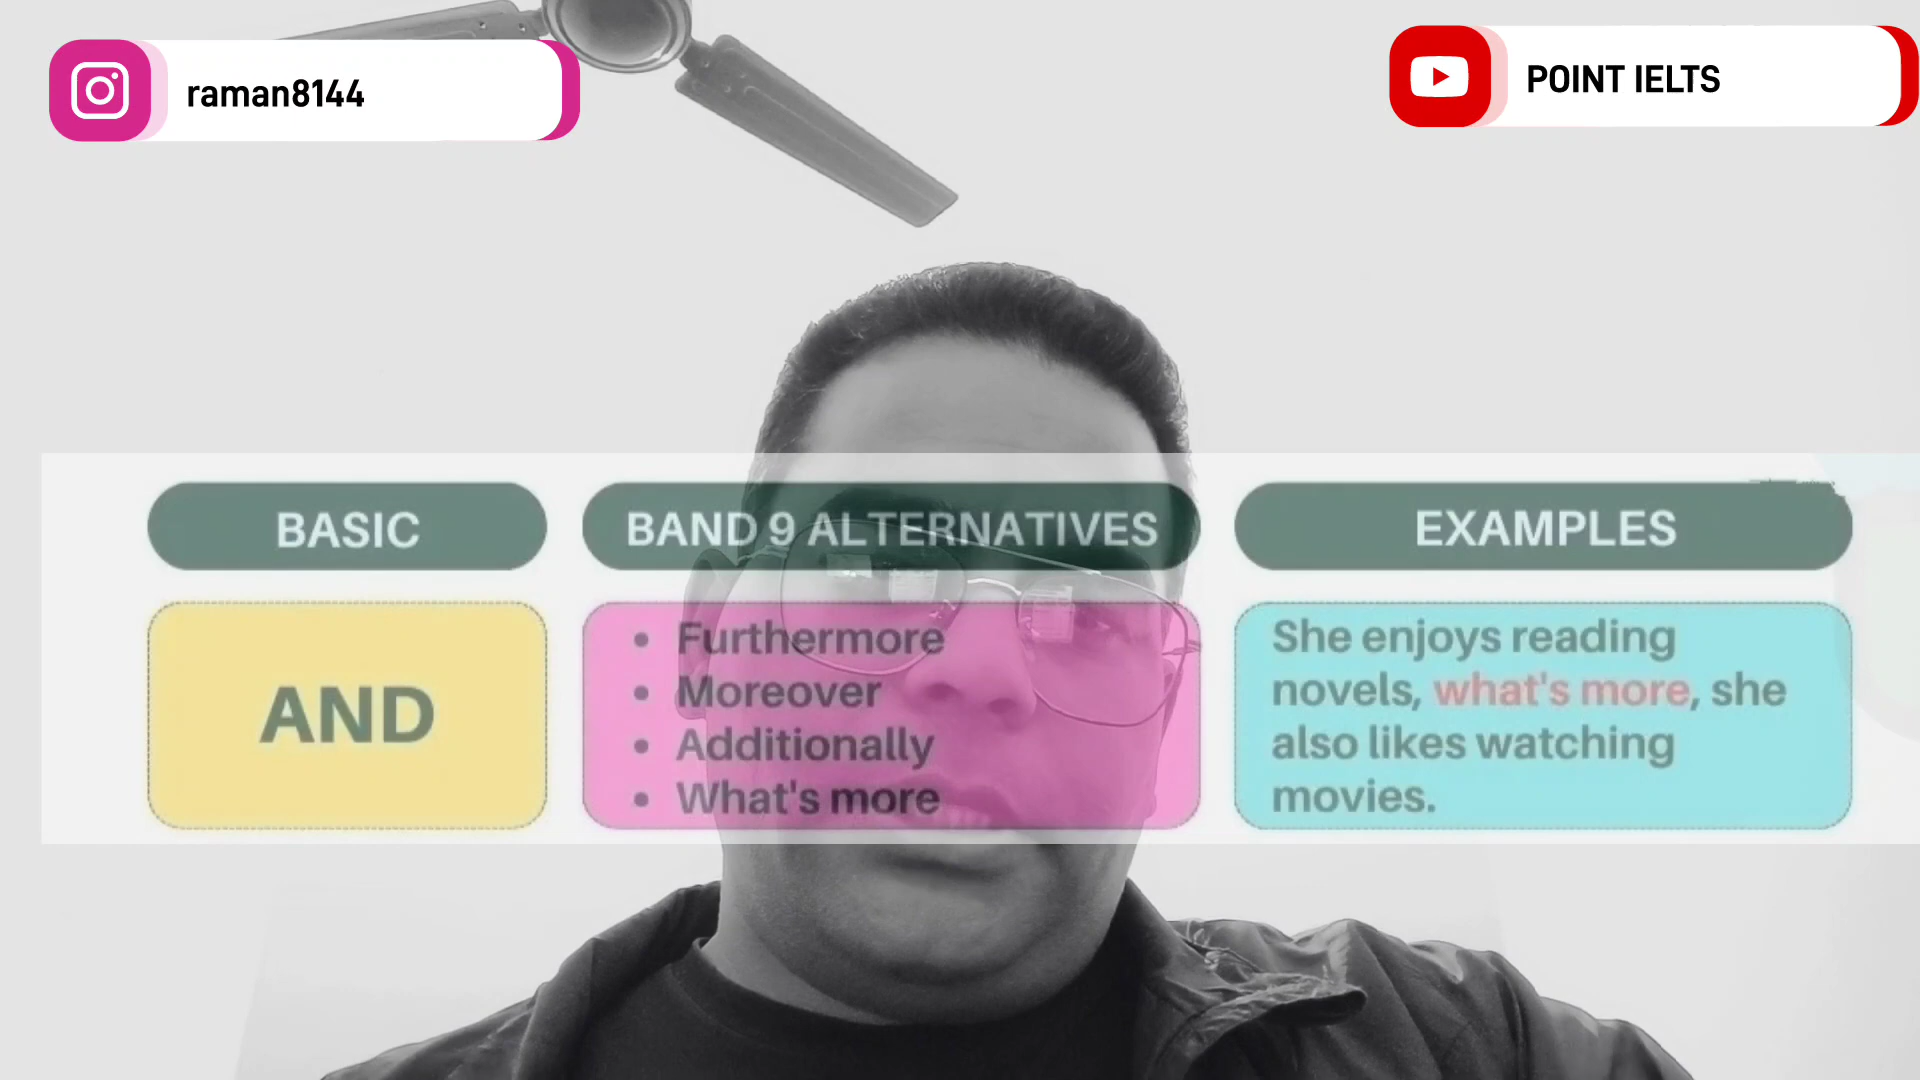 raman8144
POINT IELTS
BASIC
BAND 9 ALTERNATIVES
EXAMPLES
AND
• Furthermore
• Moreover
• Additionally
• What's more
She enjoys reading
novels, what's more, she
also likes watching
movies.